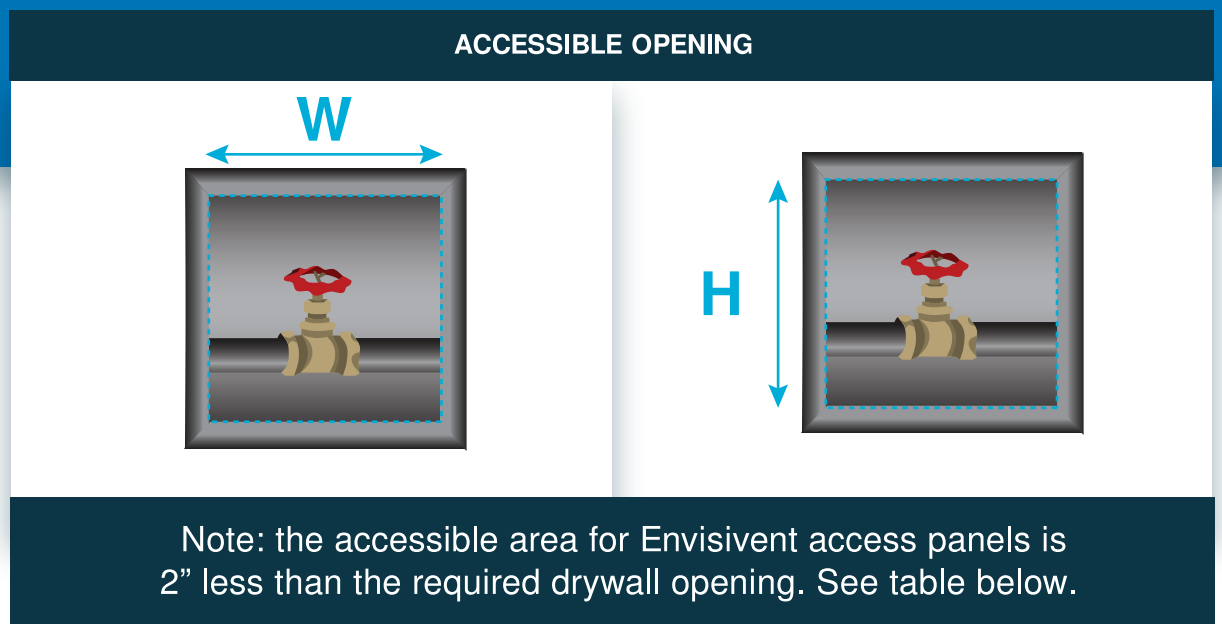 ACCESSIBLE OPENING
W
H
Note: the accessible area for Envisivent access panels is
2” less than the required drywall opening. See table below.